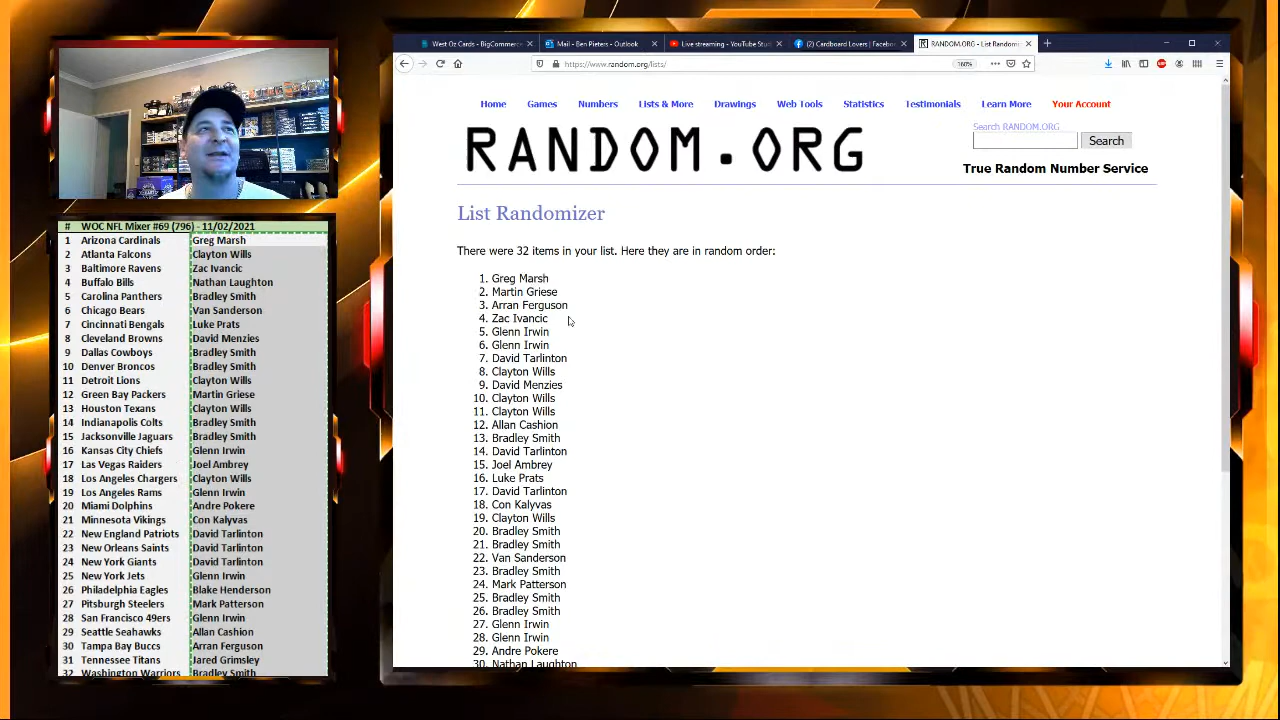 West Oz Cards - BigCommerce
Mail - Ben Pieters - Outlook
Live streaming - YouTube Stud
(2) Cardboard Lovers | Facebook
RANDOM.ORG - List Randomi
https://www.random.org/lists/
160%
Home Games Numbers Lists & More Drawings Web Tools Statistics Testimonials Learn More Your Account
RANDOM.ORG
Search RANDOM.ORG
Search
True Random Number Service
List Randomizer
There were 32 items in your list. Here they are in random order:
1. Greg Marsh
2. Martin Griese
3. Arran Ferguson
4. Zac Ivancic
5. Glenn Irwin
6. Glenn Irwin
7. David Tarlinton
8. Clayton Wills
9. David Menzies
10. Clayton Wills
11. Clayton Wills
12. Allan Cashion
13. Bradley Smith
14. David Tarlinton
15. Joel Ambrey
16. Luke Prats
17. David Tarlinton
18. Con Kalyvas
19. Clayton Wills
20. Bradley Smith
21. Bradley Smith
22. Van Sanderson
23. Bradley Smith
24. Mark Patterson
25. Bradley Smith
26. Bradley Smith
27. Glenn Irwin
28. Glenn Irwin
29. Andre Pokere
30. Nathan Laughton
# WOC NFL Mixer #69 (796) - 11/02/2021
1 Arizona Cardinals Greg Marsh
2 Atlanta Falcons Clayton Wills
3 Baltimore Ravens Zac Ivancic
4 Buffalo Bills Nathan Laughton
5 Carolina Panthers Bradley Smith
6 Chicago Bears Van Sanderson
7 Cincinnati Bengals Luke Prats
8 Cleveland Browns David Menzies
9 Dallas Cowboys Bradley Smith
10 Denver Broncos Bradley Smith
11 Detroit Lions Clayton Wills
12 Green Bay Packers Martin Griese
13 Houston Texans Clayton Wills
14 Indianapolis Colts Bradley Smith
15 Jacksonville Jaguars Bradley Smith
16 Kansas City Chiefs Glenn Irwin
17 Las Vegas Raiders Joel Ambrey
18 Los Angeles Chargers Clayton Wills
19 Los Angeles Rams Glenn Irwin
20 Miami Dolphins Andre Pokere
21 Minnesota Vikings Con Kalyvas
22 New England Patriots David Tarlinton
23 New Orleans Saints David Tarlinton
24 New York Giants David Tarlinton
25 New York Jets Glenn Irwin
26 Philadelphia Eagles Blake Henderson
27 Pitsburgh Steelers Mark Patterson
28 San Francisco 49ers Glenn Irwin
29 Seattle Seahawks Allan Cashion
30 Tampa Bay Buccs Arran Ferguson
31 Tennessee Titans Jared Grimsley
32 Washington Warriors Bradley Smith